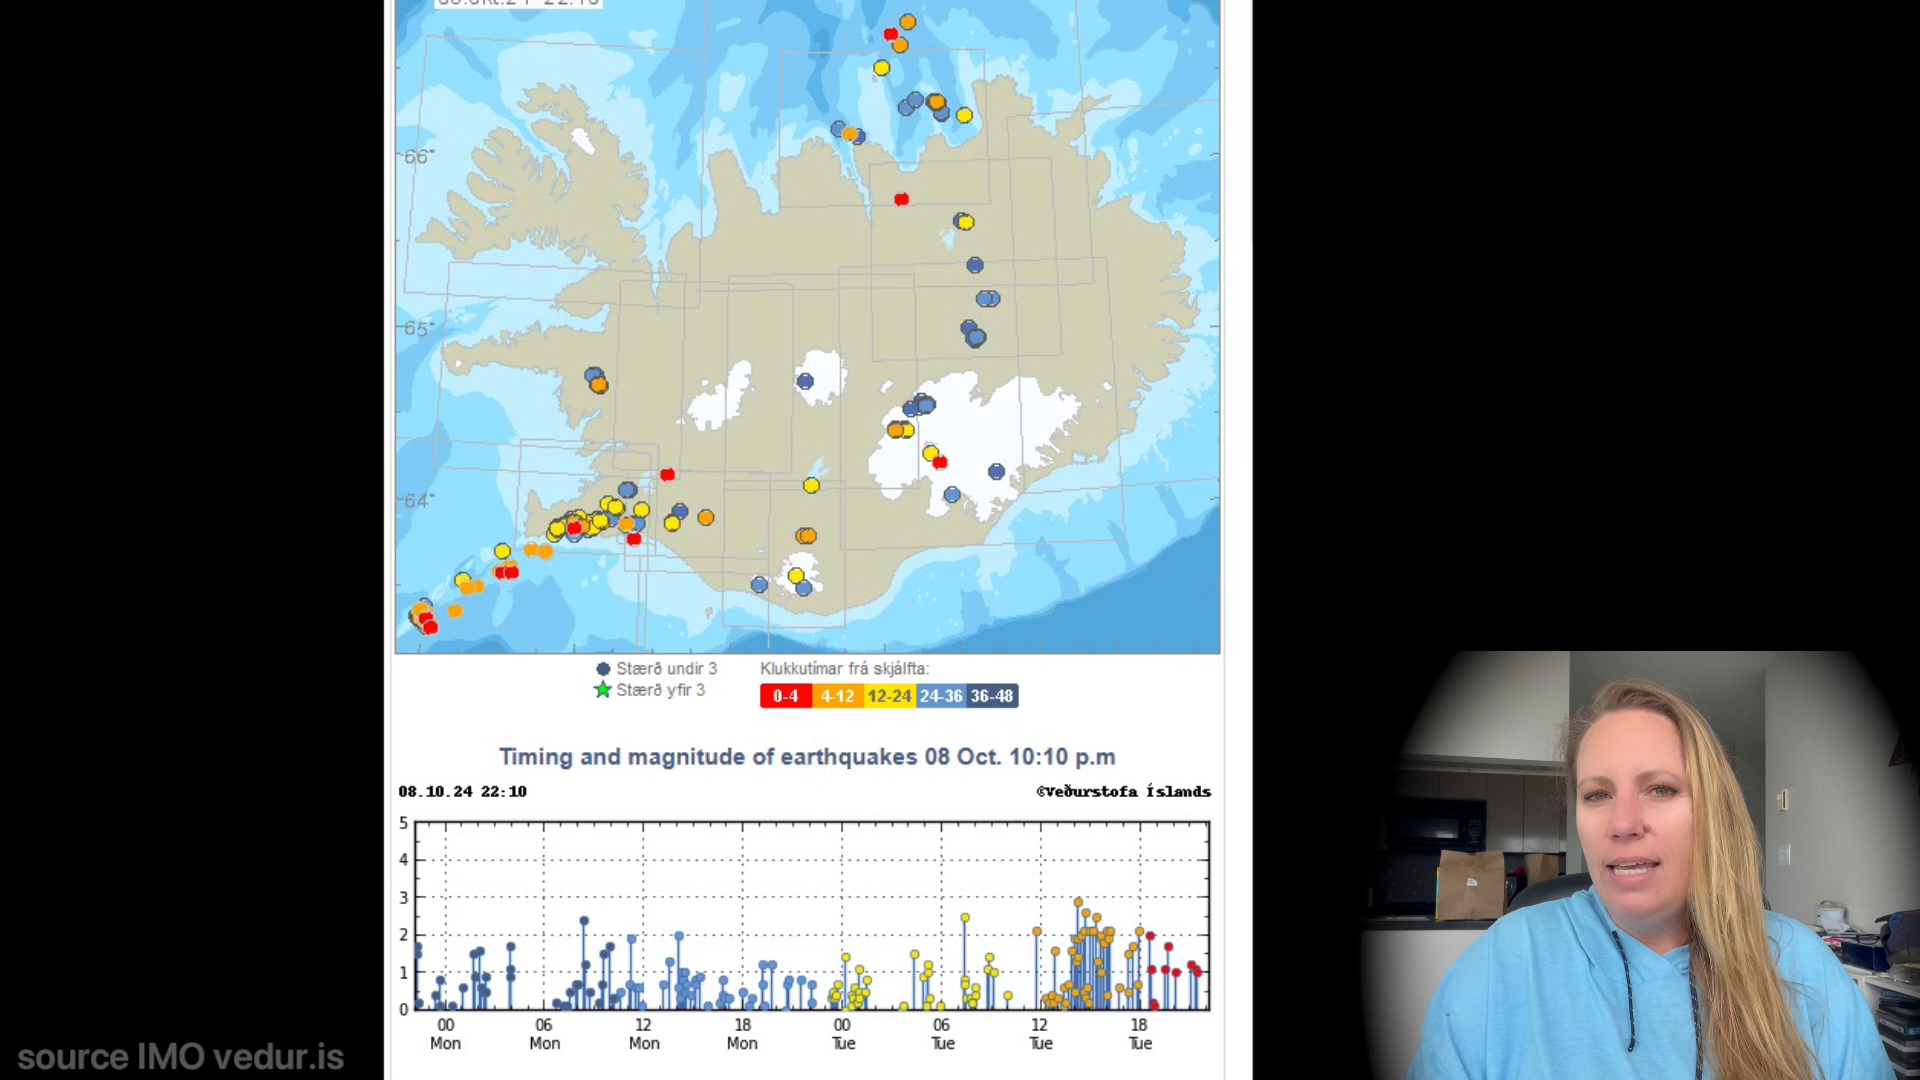 66°
65°
64°
Stærð undir 3
Stærð yfir 3
Klukkutímar frá skjálfta:
0-4 4-12 12-24 24-36 36-48
Timing and magnitude of earthquakes 08 Oct. 10:10 p.m
08.10.24 22:10
©Veðurstofa Íslands
5
4
3
2
1
0
00 06 12 18 00 06 12 18
Mon Mon Mon Mon Tue Tue Tue Tue
source IMO vedur.is